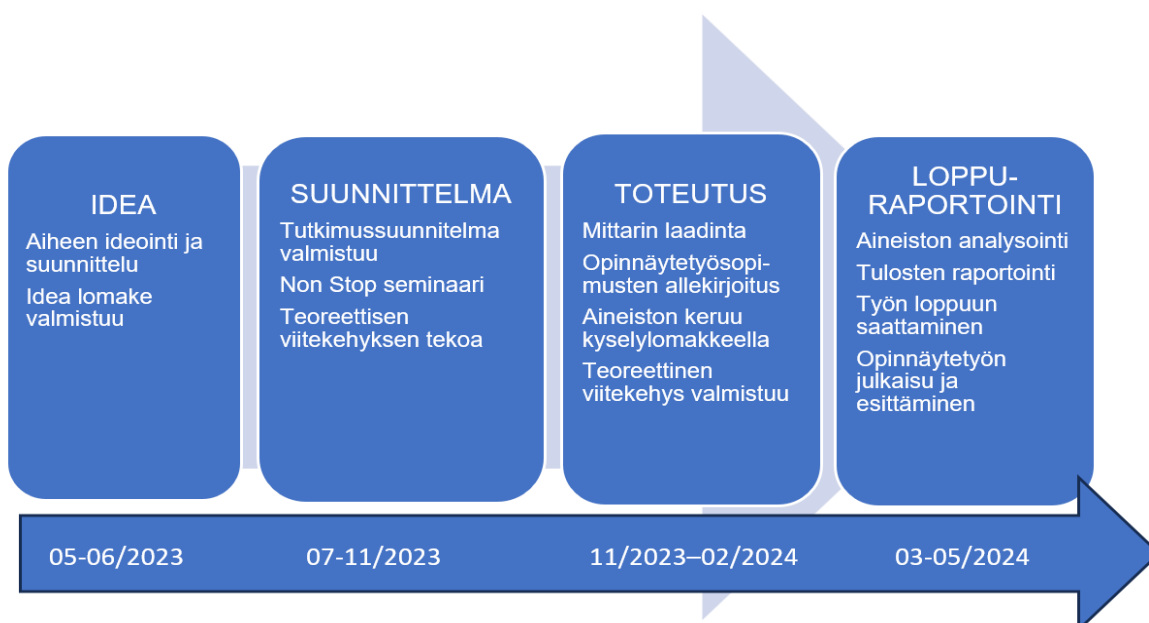 IDEA
Aiheen ideointi ja
suunnittelu
Idea lomake
valmistuu
SUUNNITTELMA
Tutkimussuunnitelma
valmistuu
Non Stop seminaari
Teoreettisen
viitekehyksen tekoa
TOTEUTUS
Mittarin laadinta
Opinnäytetyösopi-
musten allekirjoitus
Aineiston keruu
kyselylomakkeella
Teoreettinen
viitekehys valmistuu
LOPPU-
RAPORTOINTI
Aineiston analysointi
Tulosten raportointi
Työn loppuun
saattaminen
Opinnäytetyön
julkaisu ja
esittäminen
05-06/2023
07-11/2023
11/2023–02/2024
03-05/2024